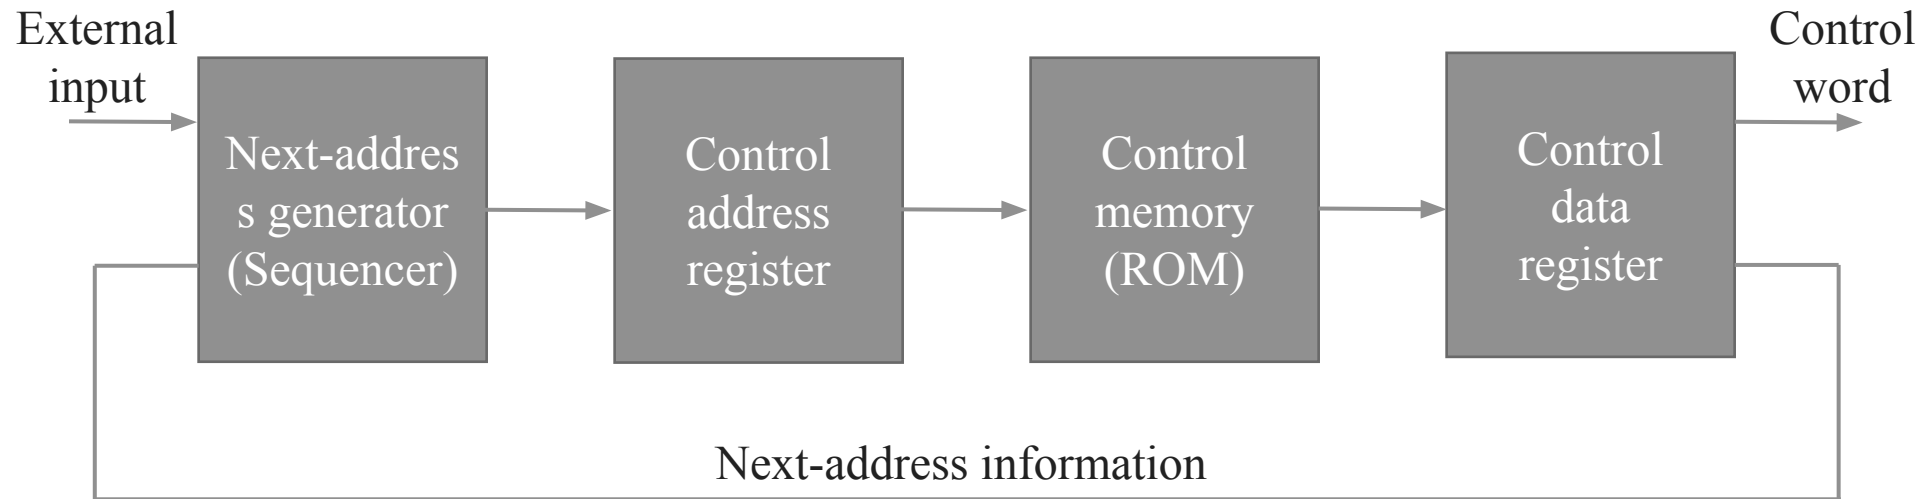 External
input
Next-addres
s generator
(Sequencer)
Control
address
register
Control
memory
(ROM)
Control
data
register
Control
word
Next-address information